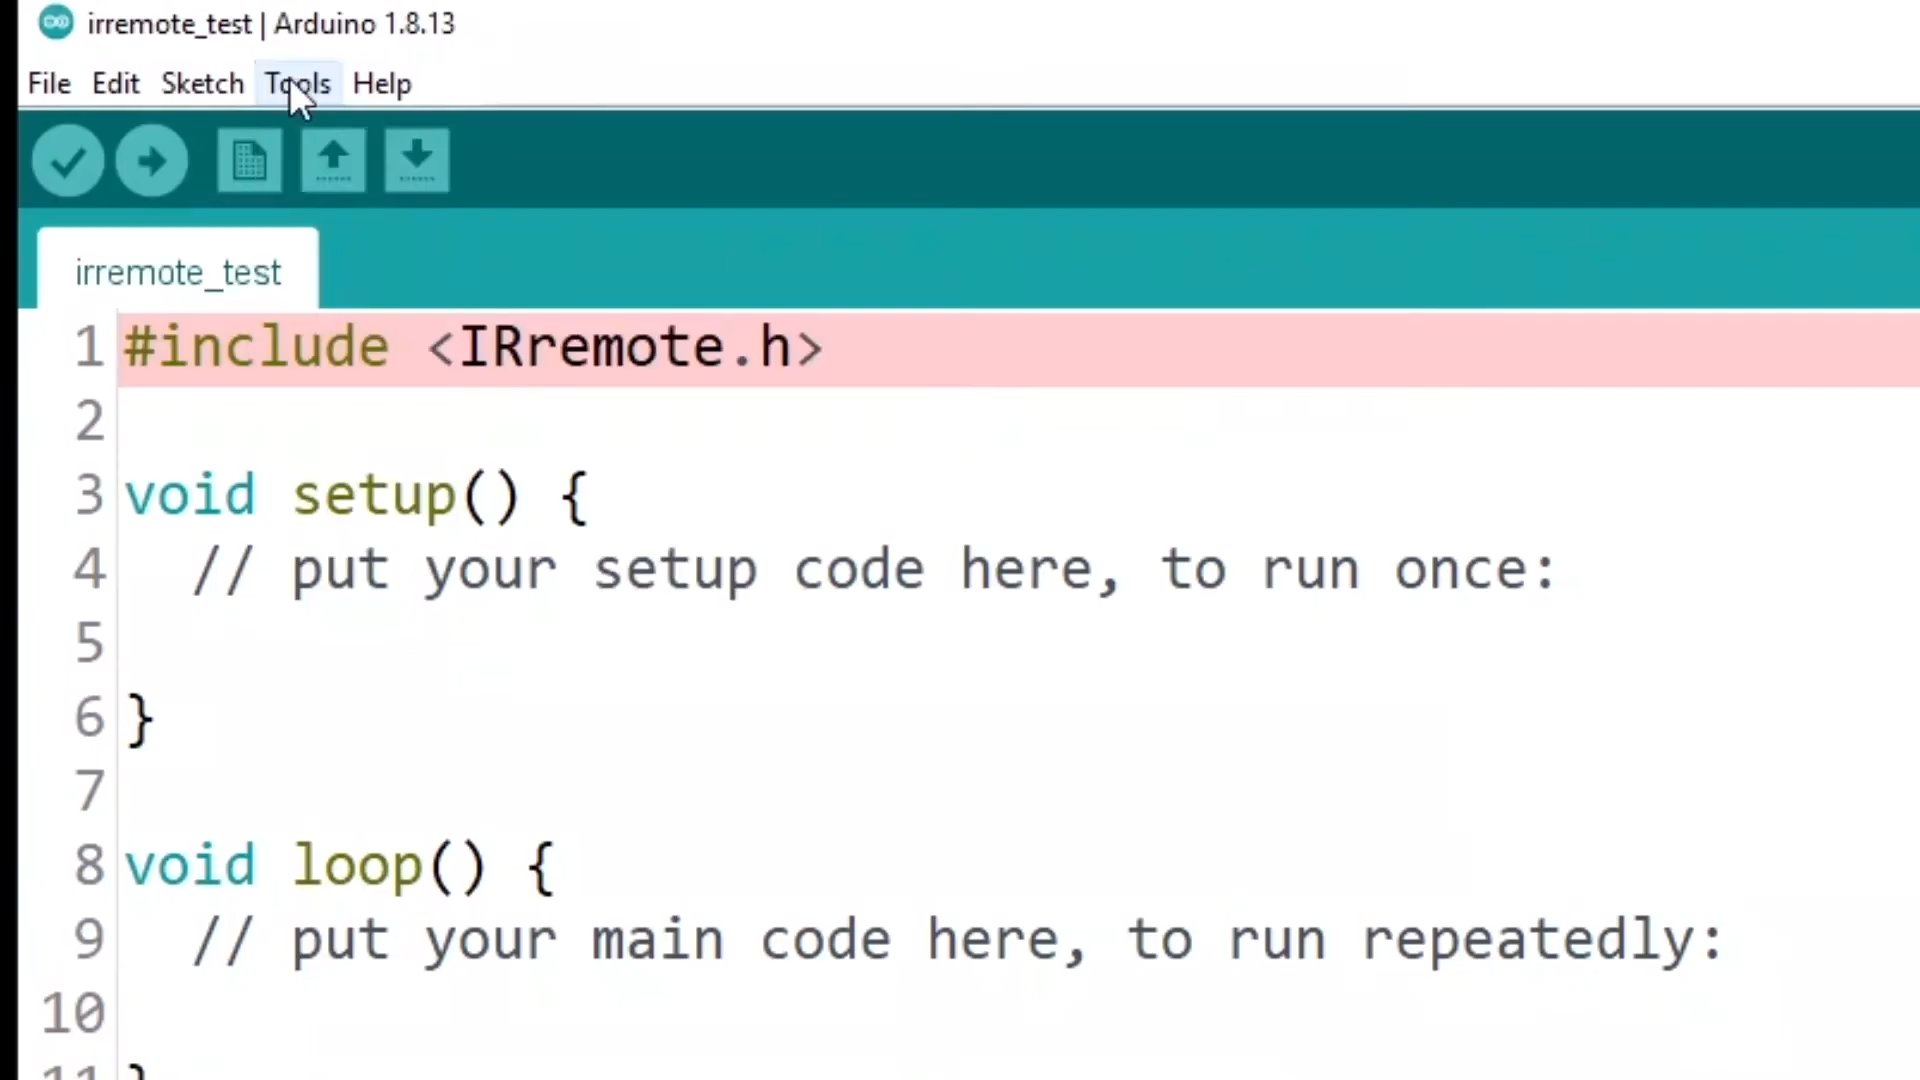 irremote_test | Arduino 1.8.13
File Edit Sketch Tools Help
irremote_test
1 #include <IRremote.h>
2
3 void setup() {
4 // put your setup code here, to run once:
5
6 }
7
8 void loop() {
9 // put your main code here, to run repeatedly:
10
11 }